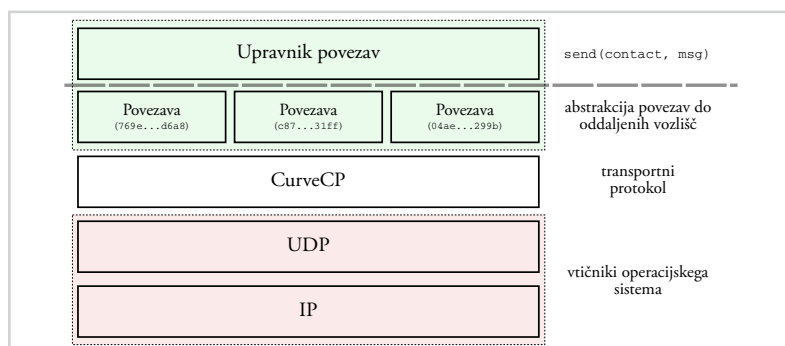 Upravnik povezav
send(contact, msg)
Povezava
(769e...d6a8)
Povezava
(c87...31ff)
Povezava
(04ae...299b)
abstrakcija povezav do
oddaljenih vozlišč
CurveCP
transportni
protokol
UDP
IP
vtičniki operacijskega
sistema